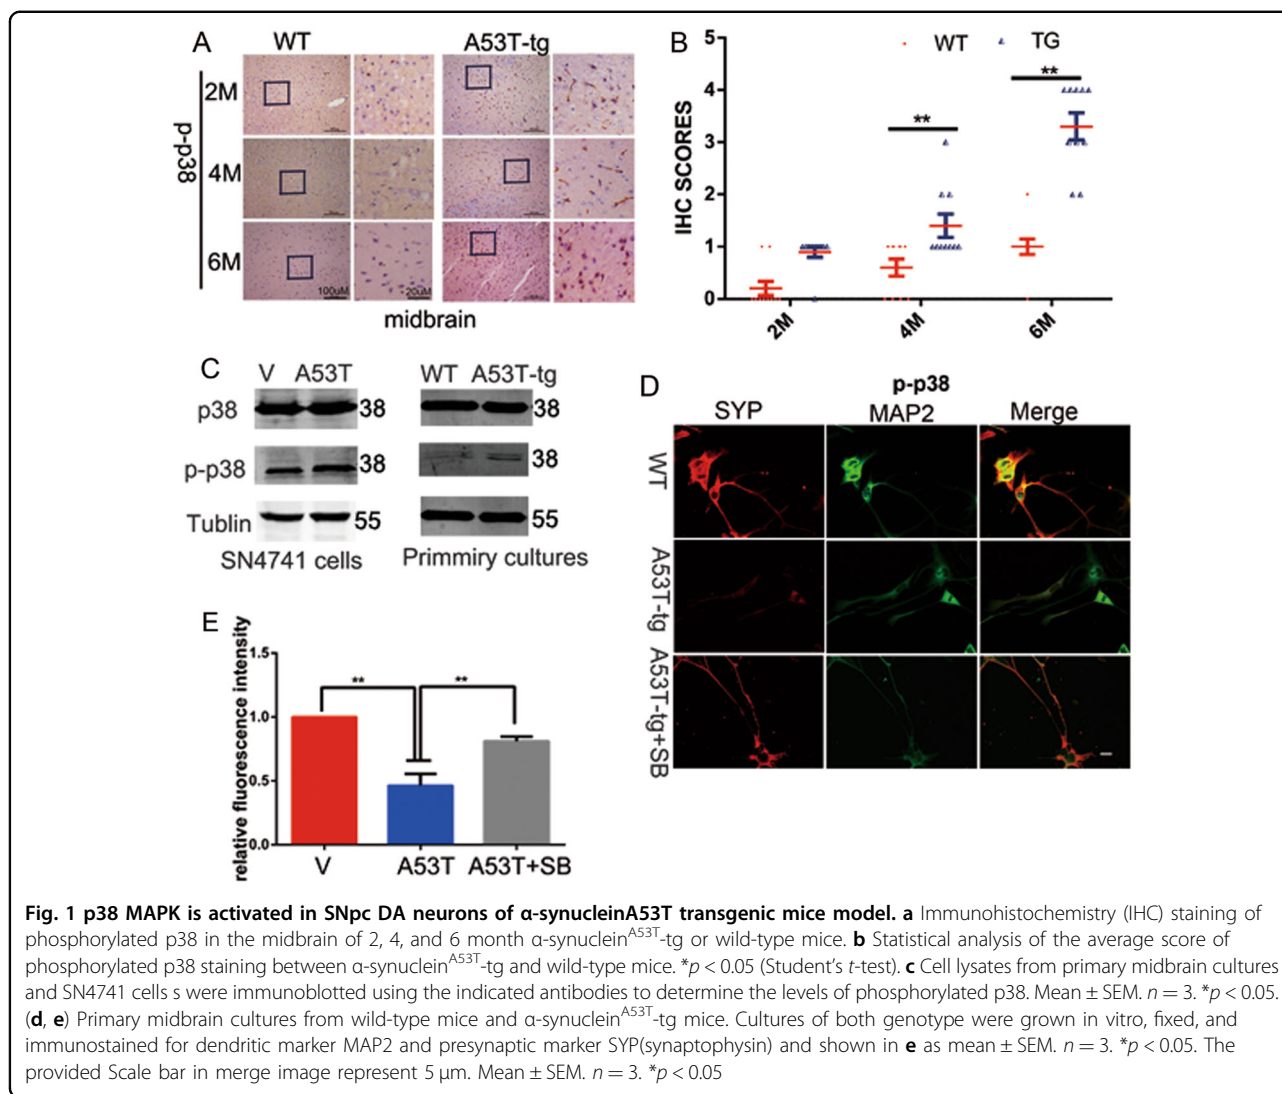 A
WT
A53T-tg
p-p38
2M
4M
6M
100uM
20uM
midbrain
B
WT
TG
IHC SCORES
5
4
3
2
1
0
**
**
2M
4M
6M
C
V A53T
WT A53T-tg
p38
38
38
p-p38
38
38
Tublin
55
55
SN4741 cells
Primmiry cultures
D
p-p38
SYP
MAP2
Merge
WT
A53T-tg
A53T-tg+SB
E
relative fluorescence intensity
1.5
1.0
0.5
0.0
**
**
V
A53T
A53T+SB
Fig. 1 p38 MAPK is activated in SNpc DA neurons of α-synucleinA53T transgenic mice model. a Immunohistochemistry (IHC) staining of
phosphorylated p38 in the midbrain of 2, 4, and 6 month α-synuclein^A53T-tg or wild-type mice. b Statistical analysis of the average score of
phosphorylated p38 staining between α-synuclein^A53T-tg and wild-type mice. *p < 0.05 (Student's t-test). c Cell lysates from primary midbrain cultures
and SN4741 cells s were immunoblotted using the indicated antibodies to determine the levels of phosphorylated p38. Mean ± SEM. n = 3. *p < 0.05.
(d, e) Primary midbrain cultures from wild-type mice and α-synuclein^A53T-tg mice. Cultures of both genotype were grown in vitro, fixed, and
immunostained for dendritic marker MAP2 and presynaptic marker SYP(synaptophysin) and shown in e as mean ± SEM. n = 3. *p < 0.05. The
provided Scale bar in merge image represent 5 μm. Mean ± SEM. n = 3. *p < 0.05